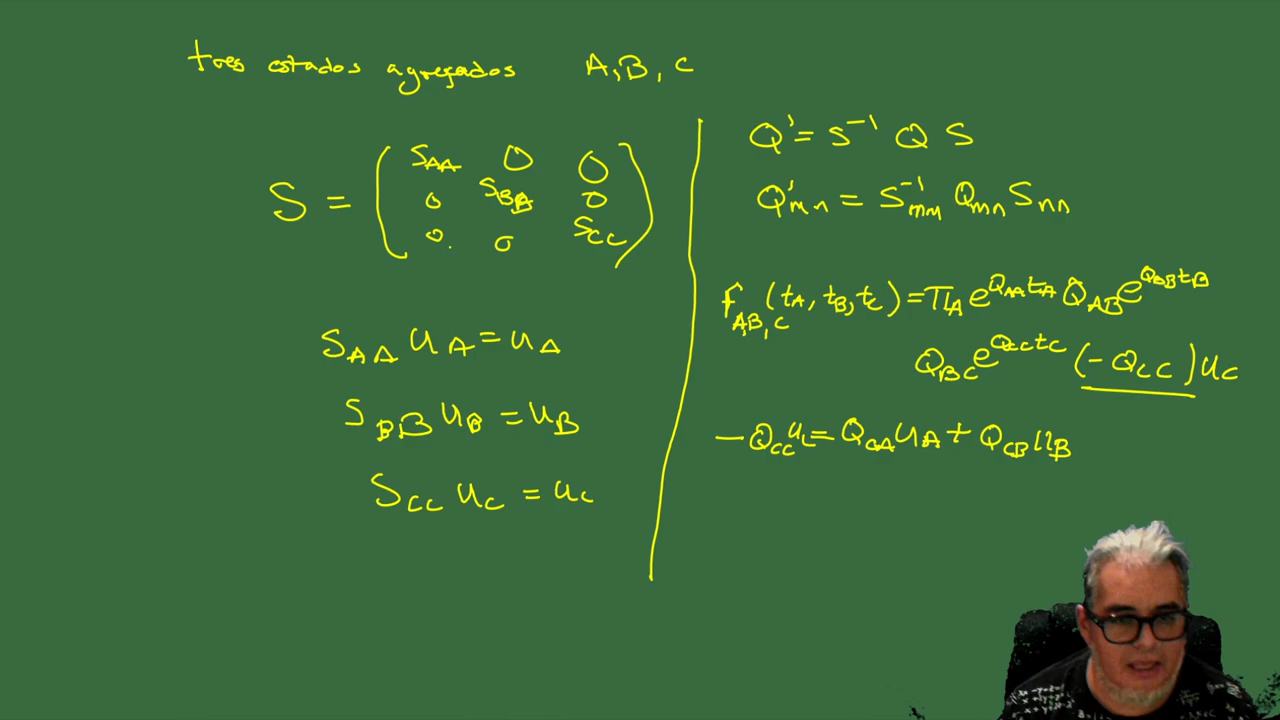 tres estados agregados A, B, C
S = ( S_AA 0 0
0 S_BB 0
0 0 S_CC )
S_AA u_A = u_A
S_BB u_B = u_B
S_CC u_C = u_C
Q' = S^-1 Q S
Q'_mn = S^-1_mm Q_mn S_nn
f_A,B,C (t_A, t_B, t_C) = π_A e^Q_AA t_A Q_AB e^Q_BB t_B
Q_BC e^Q_CC t_C (-Q_CC) u_C
-Q_CC u_C = Q_CA u_A + Q_CB u_B